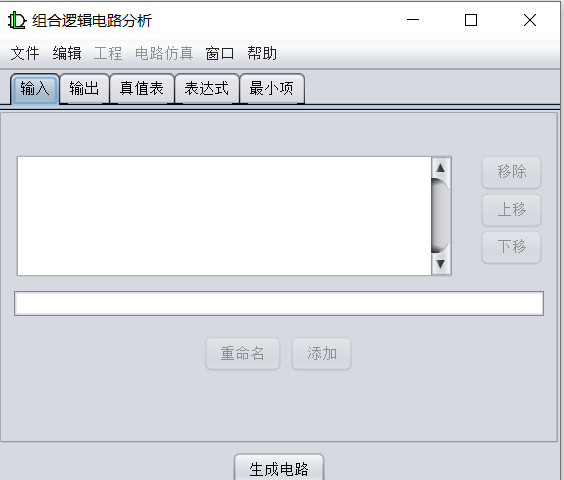 组合逻辑电路分析
文件 编辑 工程 电路仿真 窗口 帮助
输入 输出 真值表 表达式 最小项
移除
上移
下移
重命名 添加
生成电路